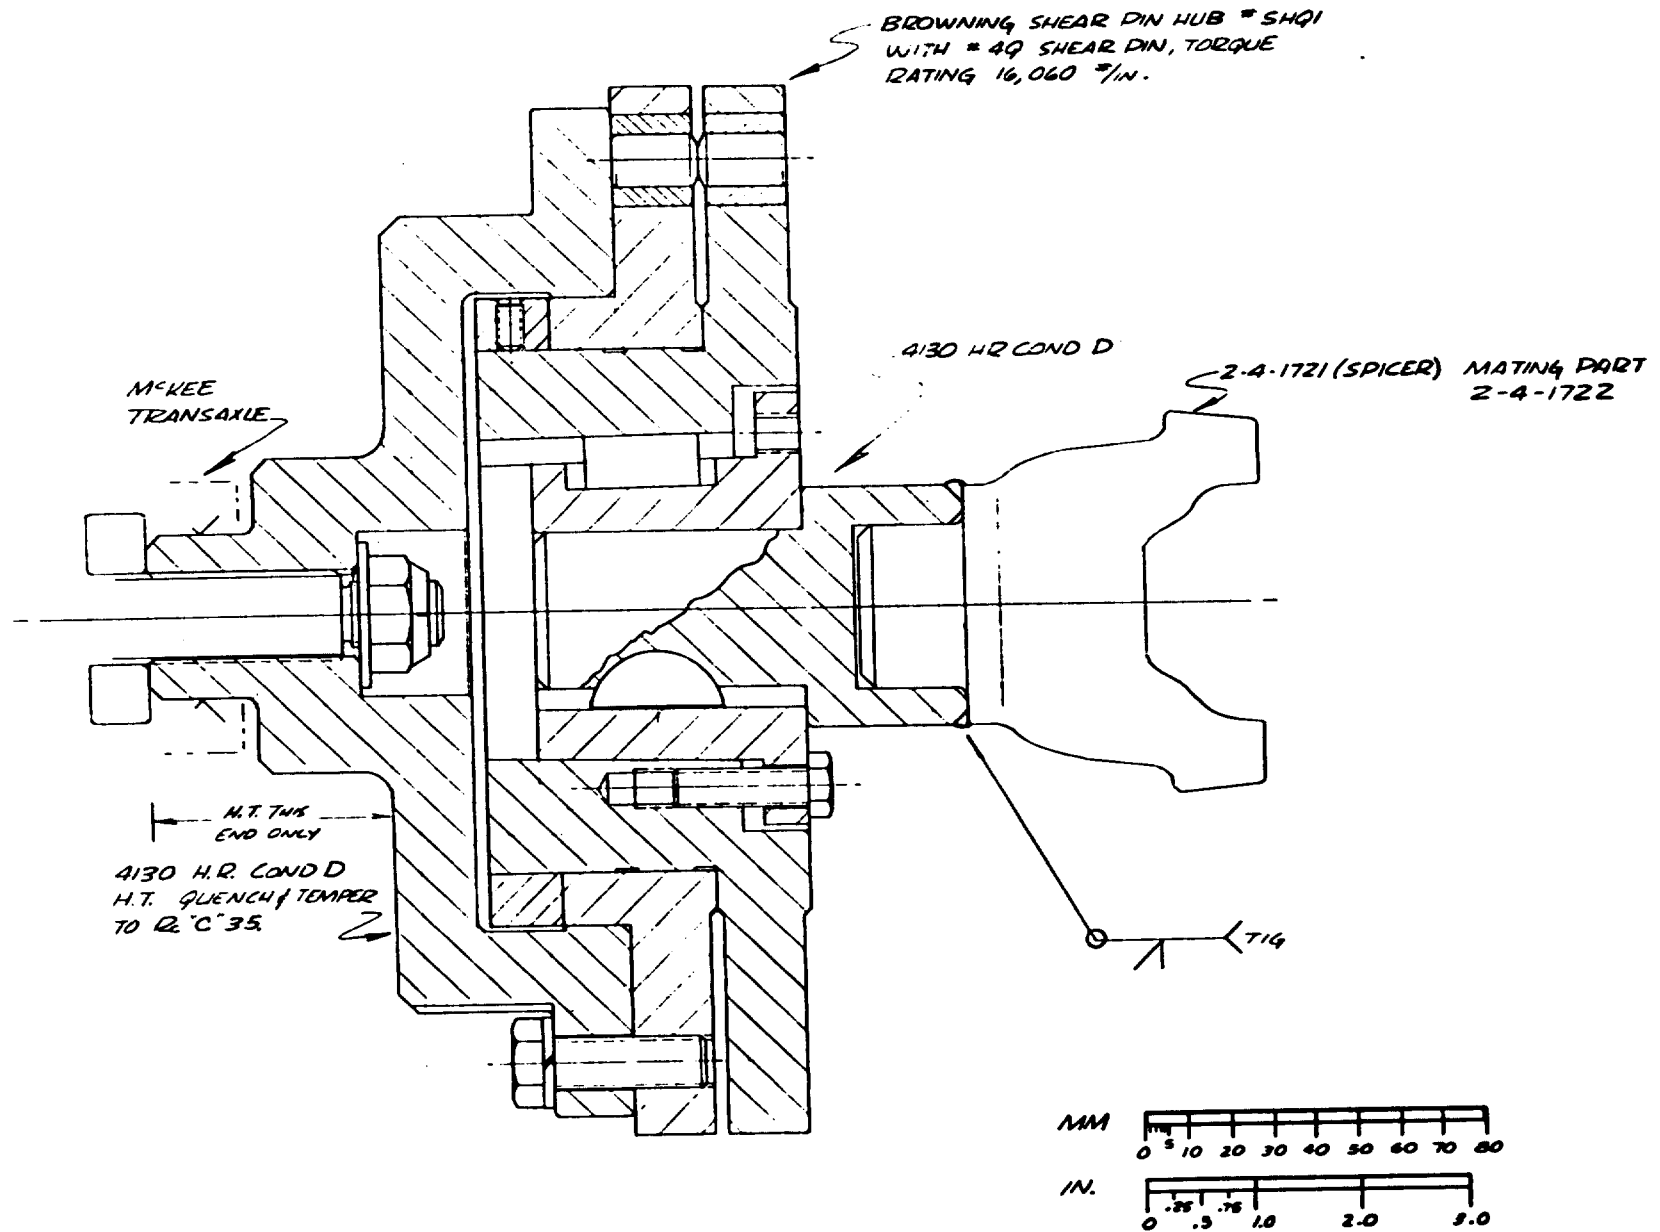 BROWNING SHEAR PIN HUB # SHQ1
WITH # 4Q SHEAR PIN, TORQUE
RATING 16,060 #/IN.
4130 HR COND D
2-4-1721 (SPICER) MATING PART
2-4-1722
McKEE
TRANSAXLE
H.T. THIS
END ONLY
4130 H.R. COND D
H.T. QUENCH & TEMPER
TO Rc "C" 35.
TIG
MM
0 5 10 20 30 40 50 60 70 80
IN.
0 .25 .5 .75 1.0 2.0 3.0